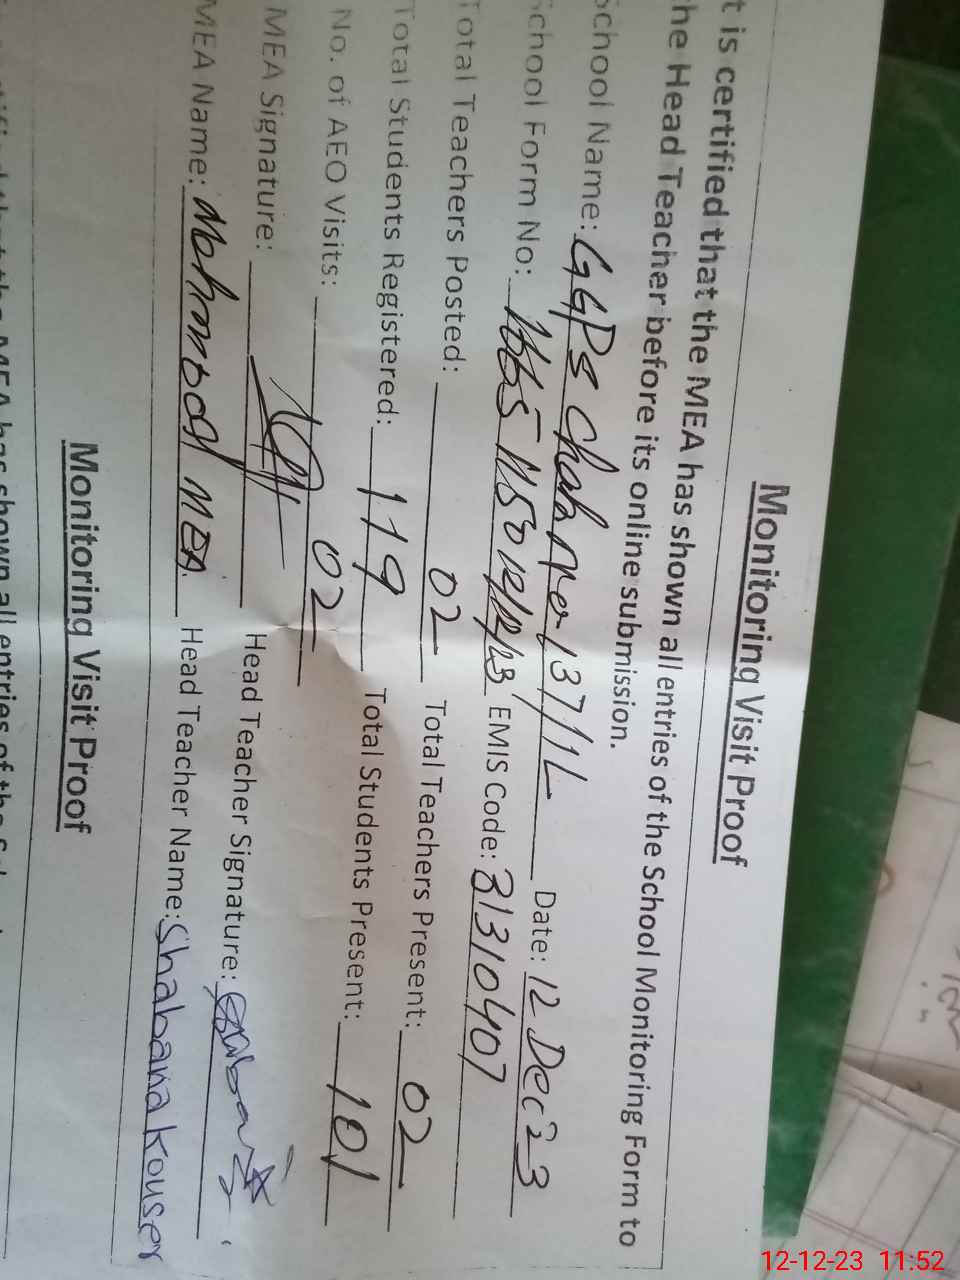 Monitoring Visit Proof
t is certified that the MEA has shown all entries of the School Monitoring Form to
he Head Teacher before its online submission.
School Name: GGPS Chah 137/1L Date: 12 Dec 23
School Form No: EMIS Code: 31310407
Total Teachers Posted: 02 Total Teachers Present: 02
Total Students Registered: 119 Total Students Present: 101
No. of AEO Visits: 02
MEA Signature: Head Teacher Signature:
MEA Name: Mehmood MEA Head Teacher Name: Shabana Kouser
Monitoring Visit Proof
12-12-23 11:52